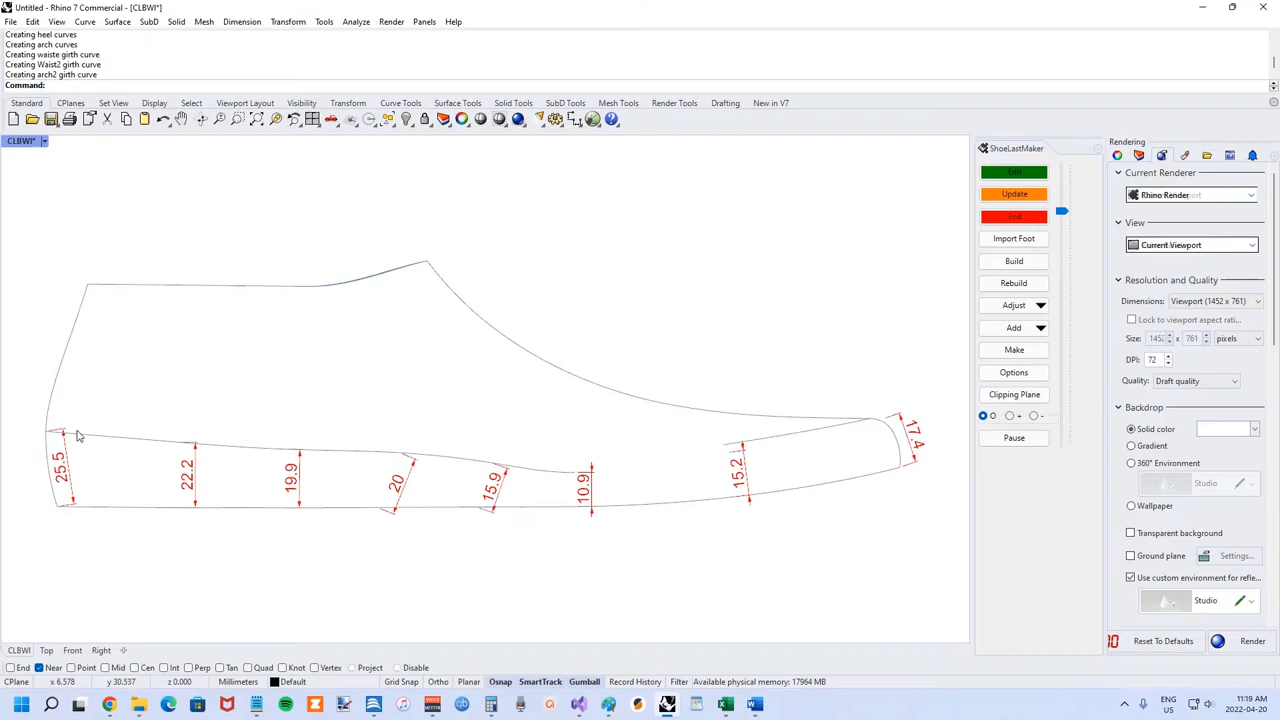 Untitled - Rhino 7 Commercial - [CLBWI*]
File Edit View Curve Surface SubD Solid Mesh Dimension Transform Tools Analyze Render Panels Help
Creating heel curves
Creating arch curves
Creating waiste girth curve
Creating Waist2 girth curve
Creating arch2 girth curve
Command:
Standard CPlanes Set View Display Select Viewport Layout Visibility Transform Curve Tools Surface Tools Solid Tools SubD Tools Mesh Tools Render Tools Drafting New in V7
CLBWI*
25.5
22.2
19.9
20
15.9
10.9
15.2
17.4
ShoeLastMaker
Edit
Update
End
Import Foot
Build
Rebuild
Adjust
Add
Make
Options
Clipping Plane
O + -
Pause
Rendering
Current Renderer
Rhino Render
View
Current Viewport
Resolution and Quality
Dimensions: Viewport (1452 x 761)
Lock to viewport aspect rati...
Size: 1452 x 761 pixels
DPI: 72
Quality: Draft quality
Backdrop
Solid color
Gradient
360° Environment
Studio
Wallpaper
Transparent background
Ground plane Settings...
Use custom environment for refle...
Studio
Reset To Defaults Render
CLBWI Top Front Right
End Near Point Mid Cen Int Perp Tan Quad Knot Vertex Project Disable
CPlane x 6.578 y 30.537 z 0.000 Millimeters Default Grid Snap Ortho Planar Osnap SmartTrack Gumball Record History Filter Available physical memory: 17964 MB
ENG
US
11:19 AM
2022-04-20